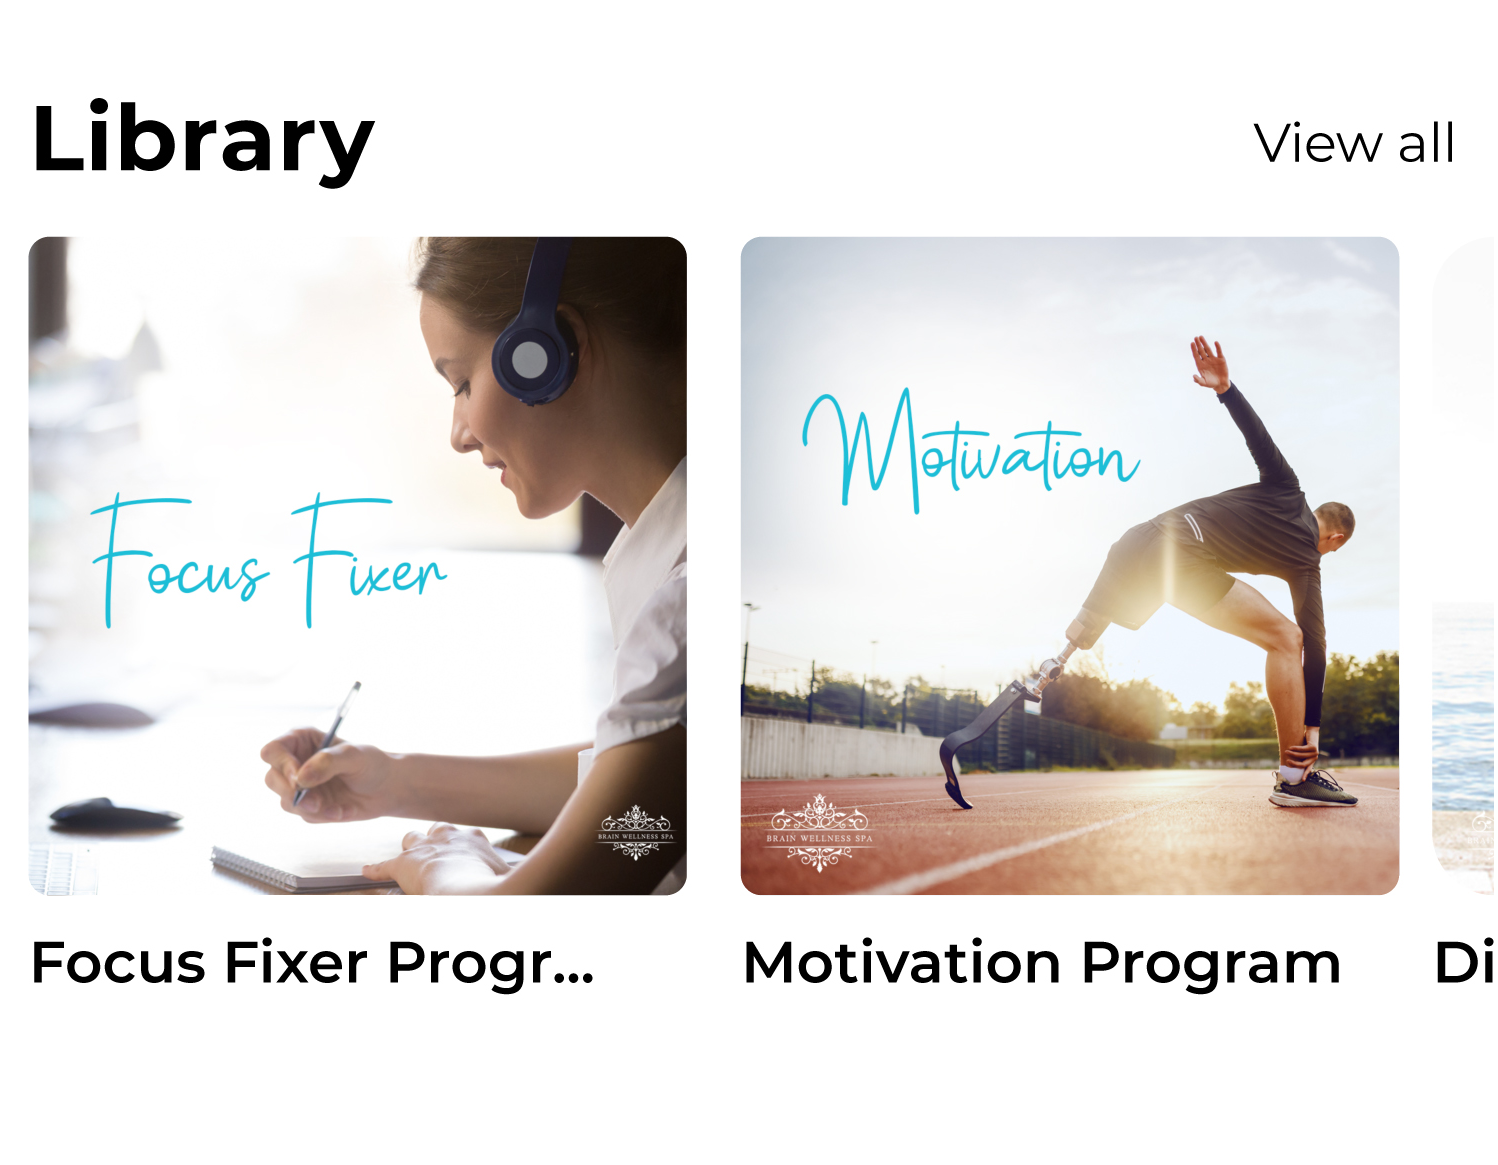 Library
View all
Focus Fixer
BRAIN WELLNESS SPA
Motivation
BRAIN WELLNESS SPA
Focus Fixer Progr...
Motivation Program
Di